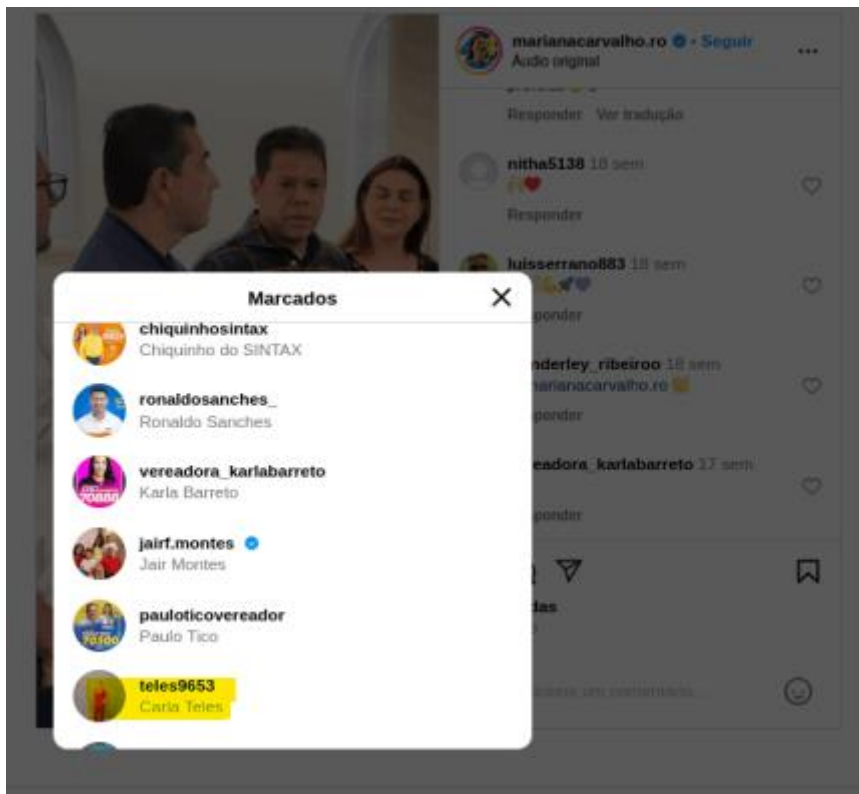 marianacarvalho.ro • Seguir
Audio original
Responder Ver tradução
nitha5138 18 sem
Responder
luisserrano883 18 sem
ponder
nderley_ribeiroo 18 sem
marianacarvalho.ro
ponder
eadora_karlabarreto 17 sem
ponder
das
Marcados
chiquinhosintax
Chiquinho do SINTAX
ronaldosanches_
Ronaldo Sanches
vereadora_karlabarreto
Karla Barreto
jairf.montes
Jair Montes
pauloticovereador
Paulo Tico
teles9653
Carla Teles